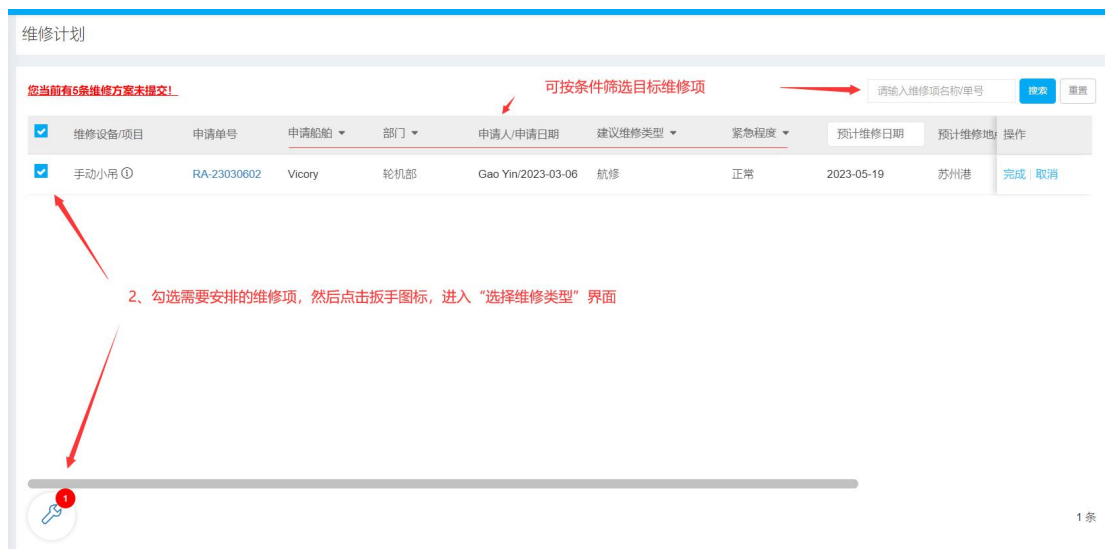 维修计划
您当前有5条维修方案未提交！
可按条件筛选目标维修项
请输入维修项名称/单号 搜索 重置
维修设备/项目 申请单号 申请船舶 部门 申请人/申请日期 建议维修类型 紧急程度 预计维修日期 预计维修地 操作
手动小吊 RA-23030602 Vicory 轮机部 Gao Yin/2023-03-06 航修 正常 2023-05-19 苏州港 完成 取消
2、勾选需要安排的维修项，然后点击扳手图标，进入“选择维修类型”界面
1
1 条